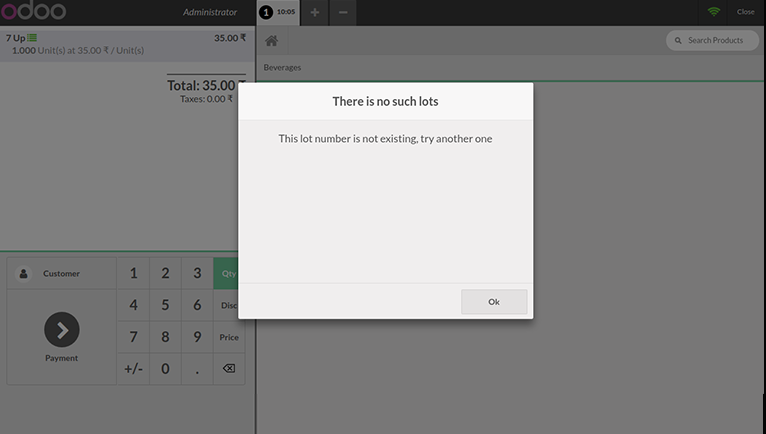 odoo
Administrator
1 10:05
Close
7 Up 35.00 ₹
1.000 Unit(s) at 35.00 ₹ / Unit(s)
Search Products
Total: 35.00 ₹
Taxes: 0.00 ₹
Beverages
There is no such lots
This lot number is not existing, try another one
Ok
Customer
1 2 3 Qty
4 5 6 Disc
7 8 9 Price
Payment
+/- 0 .